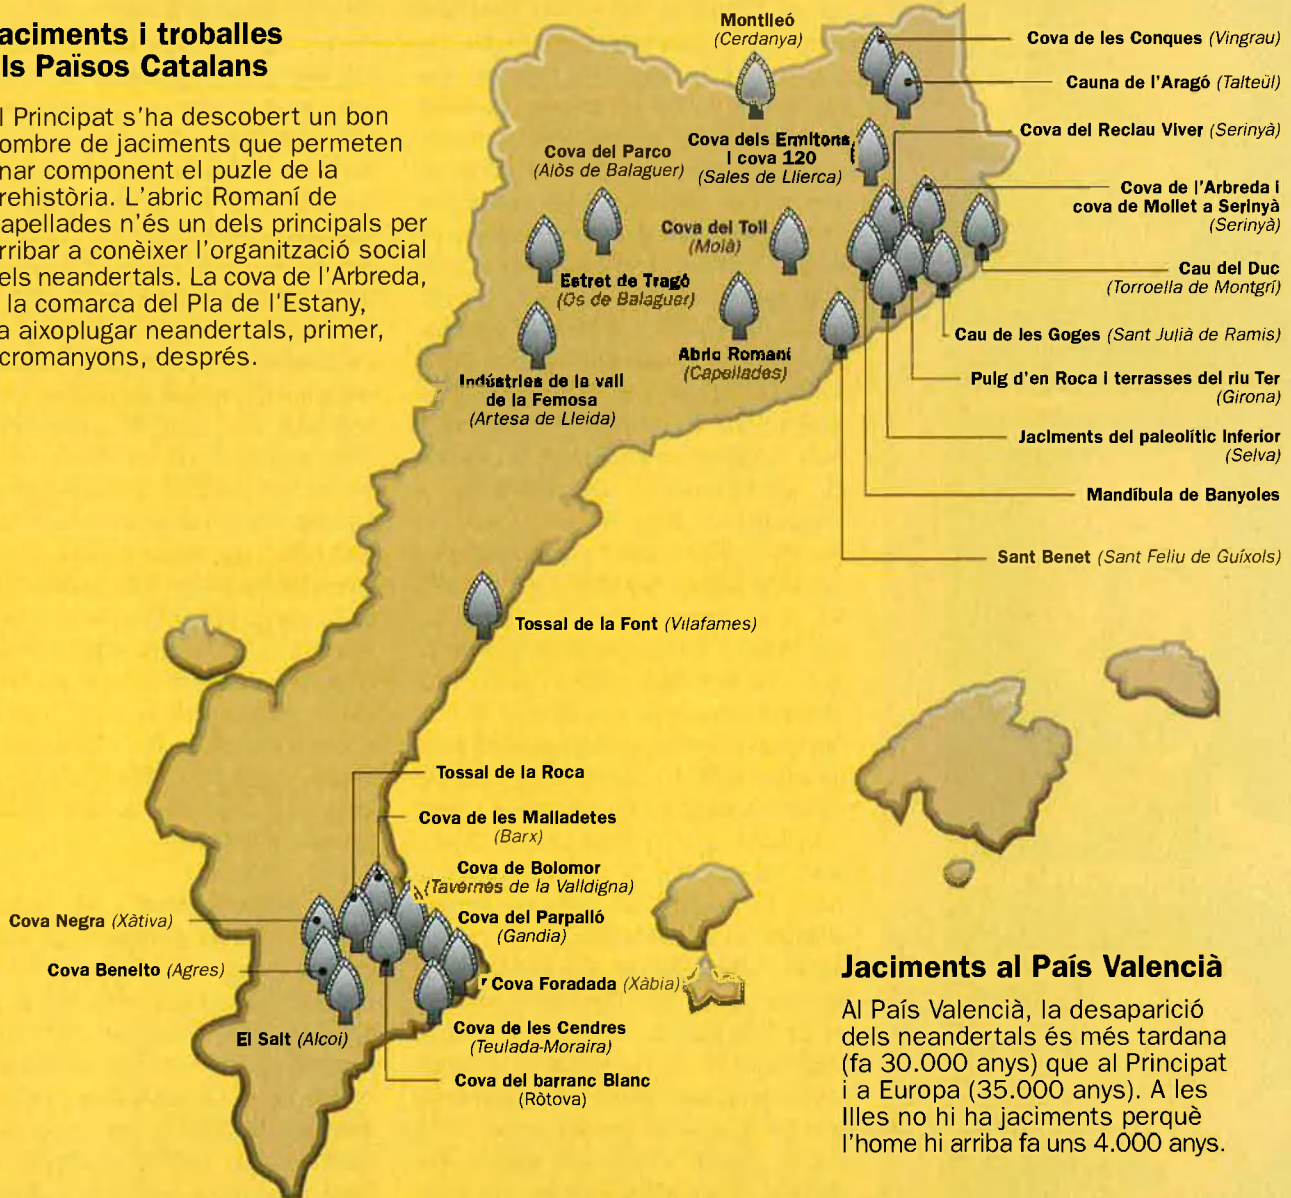 aciments i troballes
ls Països Catalans
l Principat s'ha descobert un bon
ombre de jaciments que permeten
nar component el puzle de la
rehistòria. L'abric Romaní de
apellades n'és un dels principals per
rribar a conèixer l'organització social
els neandertals. La cova de l'Arbreda,
la comarca del Pla de l'Estany,
a aixoplugar neandertals, primer,
cromanyons, després.
Montlleó
(Cerdanya)
Cova de les Conques (Vingrau)
Cauna de l'Aragó (Talteüll)
Cova del Reclau Viver (Serinyà)
Cova dels Ermitons
i cova 120
(Sales de Llierca)
Cova del Parco
(Alòs de Balaguer)
Cova de l'Arbreda i
cova de Mollet a Serinyà
(Serinyà)
Cova del Toll
(Moià)
Cau del Duc
(Torroella de Montgrí)
Estret de Tragó
(Os de Balaguer)
Cau de les Goges (Sant Julià de Ramis)
Abric Romaní
(Capellades)
Puig d'en Roca i terrasses del riu Ter
(Girona)
Indústries de la vall
de la Femosa
(Artesa de Lleida)
Jaciments del paleolític Inferior
(Selva)
Mandíbula de Banyoles
Sant Benet (Sant Feliu de Guíxols)
Tossal de la Font (Vilafames)
Tossal de la Roca
Cova de les Malladetes
(Barx)
Cova de Bolomor
(Tavernes de la Valldigna)
Cova Negra (Xàtiva)
Cova del Parpalló
(Gandia)
Cova Beneito (Agres)
Cova Foradada (Xàbia)
El Salt (Alcoi)
Cova de les Cendres
(Teulada-Moraira)
Cova del barranc Blanc
(Ròtova)
Jaciments al País Valencià
Al País Valencià, la desaparició
dels neandertals és més tardana
(fa 30.000 anys) que al Principat
i a Europa (35.000 anys). A les
Illes no hi ha jaciments perquè
l'home hi arriba fa uns 4.000 anys.